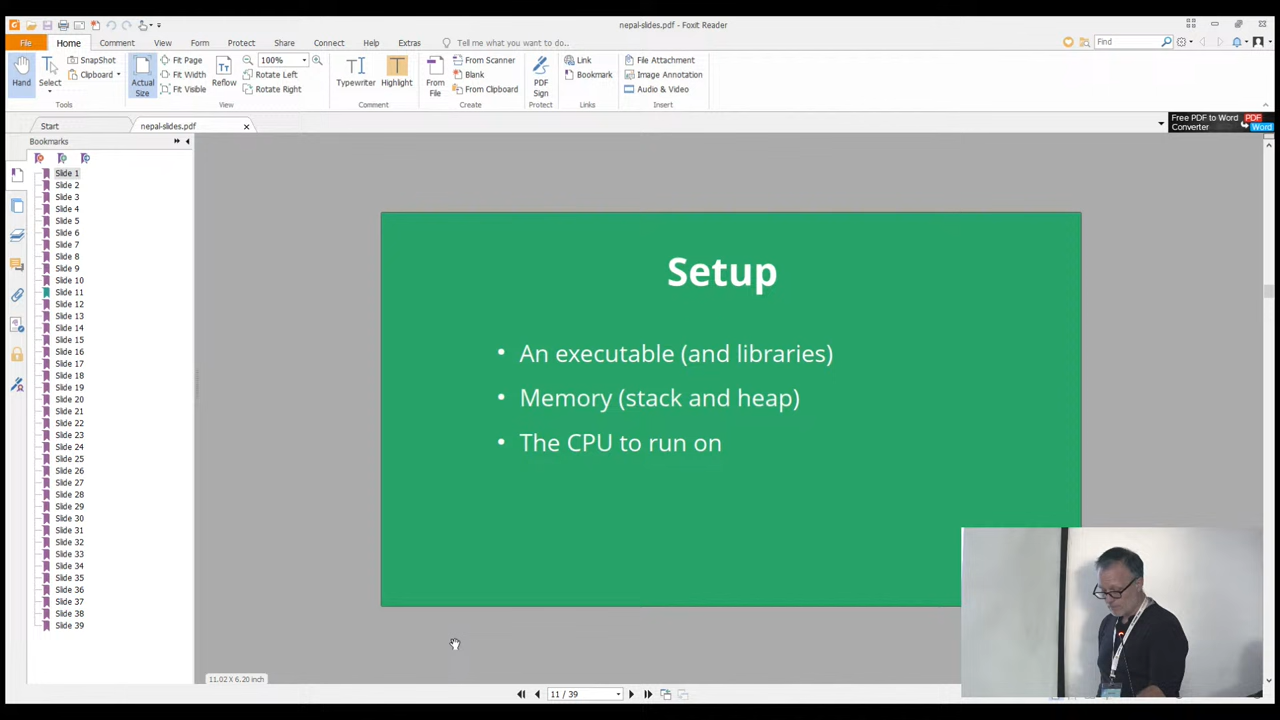 nepal-slides.pdf - Foxit Reader
File Home Comment View Form Protect Share Connect Help Extras Tell me what you want to do.. Find
Hand Select SnapShot Clipboard Actual Size Fit Page Fit Width Fit Visible Reflow 100% Rotate Left Rotate Right Typewriter Highlight From File From Scanner Blank From Clipboard PDF Sign Link Bookmark File Attachment Image Annotation Audio & Video
Tools View Comment Create Protect Links Insert
Start nepal-slides.pdf
Free PDF to Word Converter PDF Word
Bookmarks
Slide 1
Slide 2
Slide 3
Slide 4
Slide 5
Slide 6
Slide 7
Slide 8
Slide 9
Slide 10
Slide 11
Slide 12
Slide 13
Slide 14
Slide 15
Slide 16
Slide 17
Slide 18
Slide 19
Slide 20
Slide 21
Slide 22
Slide 23
Slide 24
Slide 25
Slide 26
Slide 27
Slide 28
Slide 29
Slide 30
Slide 31
Slide 32
Slide 33
Slide 34
Slide 35
Slide 36
Slide 37
Slide 38
Slide 39
Setup
• An executable (and libraries)
• Memory (stack and heap)
• The CPU to run on
11.02 X 6.20 inch
11 / 39